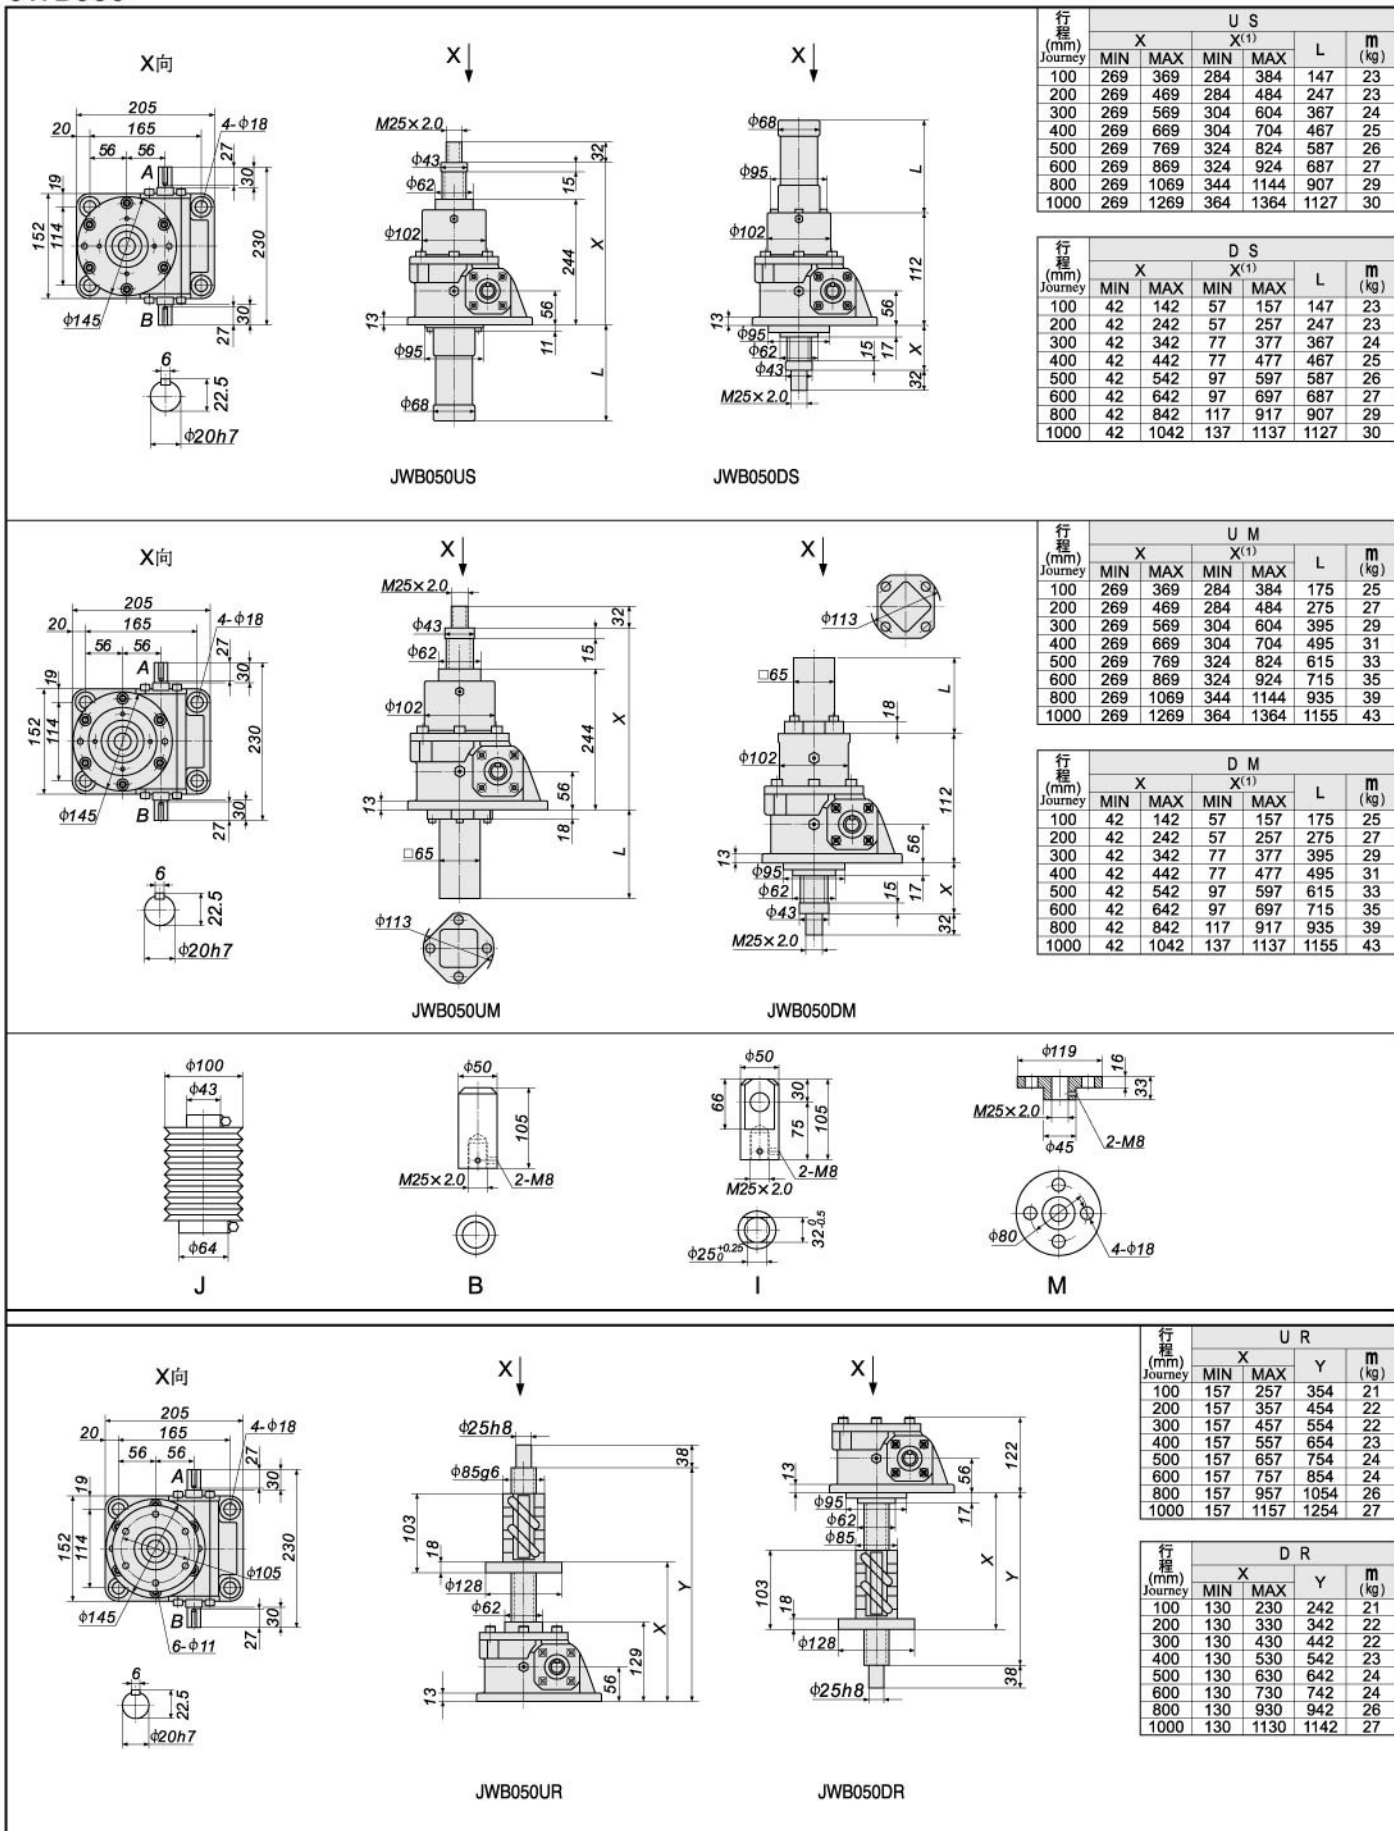 X向
205
20
165
4-ϕ18
56
56
27
A
30
19
152
114
230
ϕ145
B
30
27
6
22.5
ϕ20h7
X
M25×2.0
32
ϕ43
15
ϕ62
ϕ102
244
X
56
13
ϕ95
11
L
ϕ68
JWB050US
X
ϕ68
L
ϕ95
ϕ102
112
56
13
ϕ95
ϕ62
15
17
X
ϕ43
32
M25×2.0
JWB050DS
行程(mm) Journey U S
X X(1) L m(kg)
MIN MAX MIN MAX
100 269 369 284 384 147 23
200 269 469 284 484 247 23
300 269 569 304 604 367 24
400 269 669 304 704 467 25
500 269 769 324 824 587 26
600 269 869 324 924 687 27
800 269 1069 344 1144 907 29
1000 269 1269 364 1364 1127 30
行程(mm) Journey D S
X X(1) L m(kg)
MIN MAX MIN MAX
100 42 142 57 157 147 23
200 42 242 57 257 247 23
300 42 342 77 377 367 24
400 42 442 77 477 467 25
500 42 542 97 597 587 26
600 42 642 97 697 687 27
800 42 842 117 917 907 29
1000 42 1042 137 1137 1127 30
X向
205
20
165
4-ϕ18
56
56
27
A
30
19
152
114
230
ϕ145
B
30
27
6
22.5
ϕ20h7
X
M25×2.0
32
ϕ43
15
ϕ62
ϕ102
244
X
56
13
18
□65
L
ϕ113
JWB050UM
X
ϕ113
□65
L
18
ϕ102
112
56
13
ϕ95
17
ϕ62
15
X
ϕ43
32
M25×2.0
JWB050DM
行程(mm) Journey U M
X X(1) L m(kg)
MIN MAX MIN MAX
100 269 369 284 384 175 25
200 269 469 284 484 275 27
300 269 569 304 604 395 29
400 269 669 304 704 495 31
500 269 769 324 824 615 33
600 269 869 324 924 715 35
800 269 1069 344 1144 935 39
1000 269 1269 364 1364 1155 43
行程(mm) Journey D M
X X(1) L m(kg)
MIN MAX MIN MAX
100 42 142 57 157 175 25
200 42 242 57 257 275 27
300 42 342 77 377 395 29
400 42 442 77 477 495 31
500 42 542 97 597 615 33
600 42 642 97 697 715 35
800 42 842 117 917 935 39
1000 42 1042 137 1137 1155 43
ϕ100
ϕ43
ϕ64
J
ϕ50
105
M25×2.0
2-M8
B
ϕ50
66
30
75
105
2-M8
M25×2.0
32 0 -0.5
ϕ25 +0.25 0
I
ϕ119
16
33
M25×2.0
2-M8
ϕ45
ϕ80
4-ϕ18
M
X向
205
20
165
4-ϕ18
56
56
27
A
30
19
152
114
230
ϕ105
ϕ145
B
30
27
6-ϕ11
6
22.5
ϕ20h7
X
ϕ25h8
38
ϕ85g6
103
18
ϕ128
Y
X
ϕ62
129
56
13
JWB050UR
X
122
56
13
ϕ95
17
ϕ62
ϕ85
X
Y
103
18
ϕ128
38
ϕ25h8
JWB050DR
行程(mm) Journey U R
X Y m(kg)
MIN MAX
100 157 257 354 21
200 157 357 454 22
300 157 457 554 22
400 157 557 654 23
500 157 657 754 24
600 157 757 854 24
800 157 957 1054 26
1000 157 1157 1254 27
行程(mm) Journey D R
X Y m(kg)
MIN MAX
100 130 230 242 21
200 130 330 342 22
300 130 430 442 22
400 130 530 542 23
500 130 630 642 24
600 130 730 742 24
800 130 930 942 26
1000 130 1130 1142 27